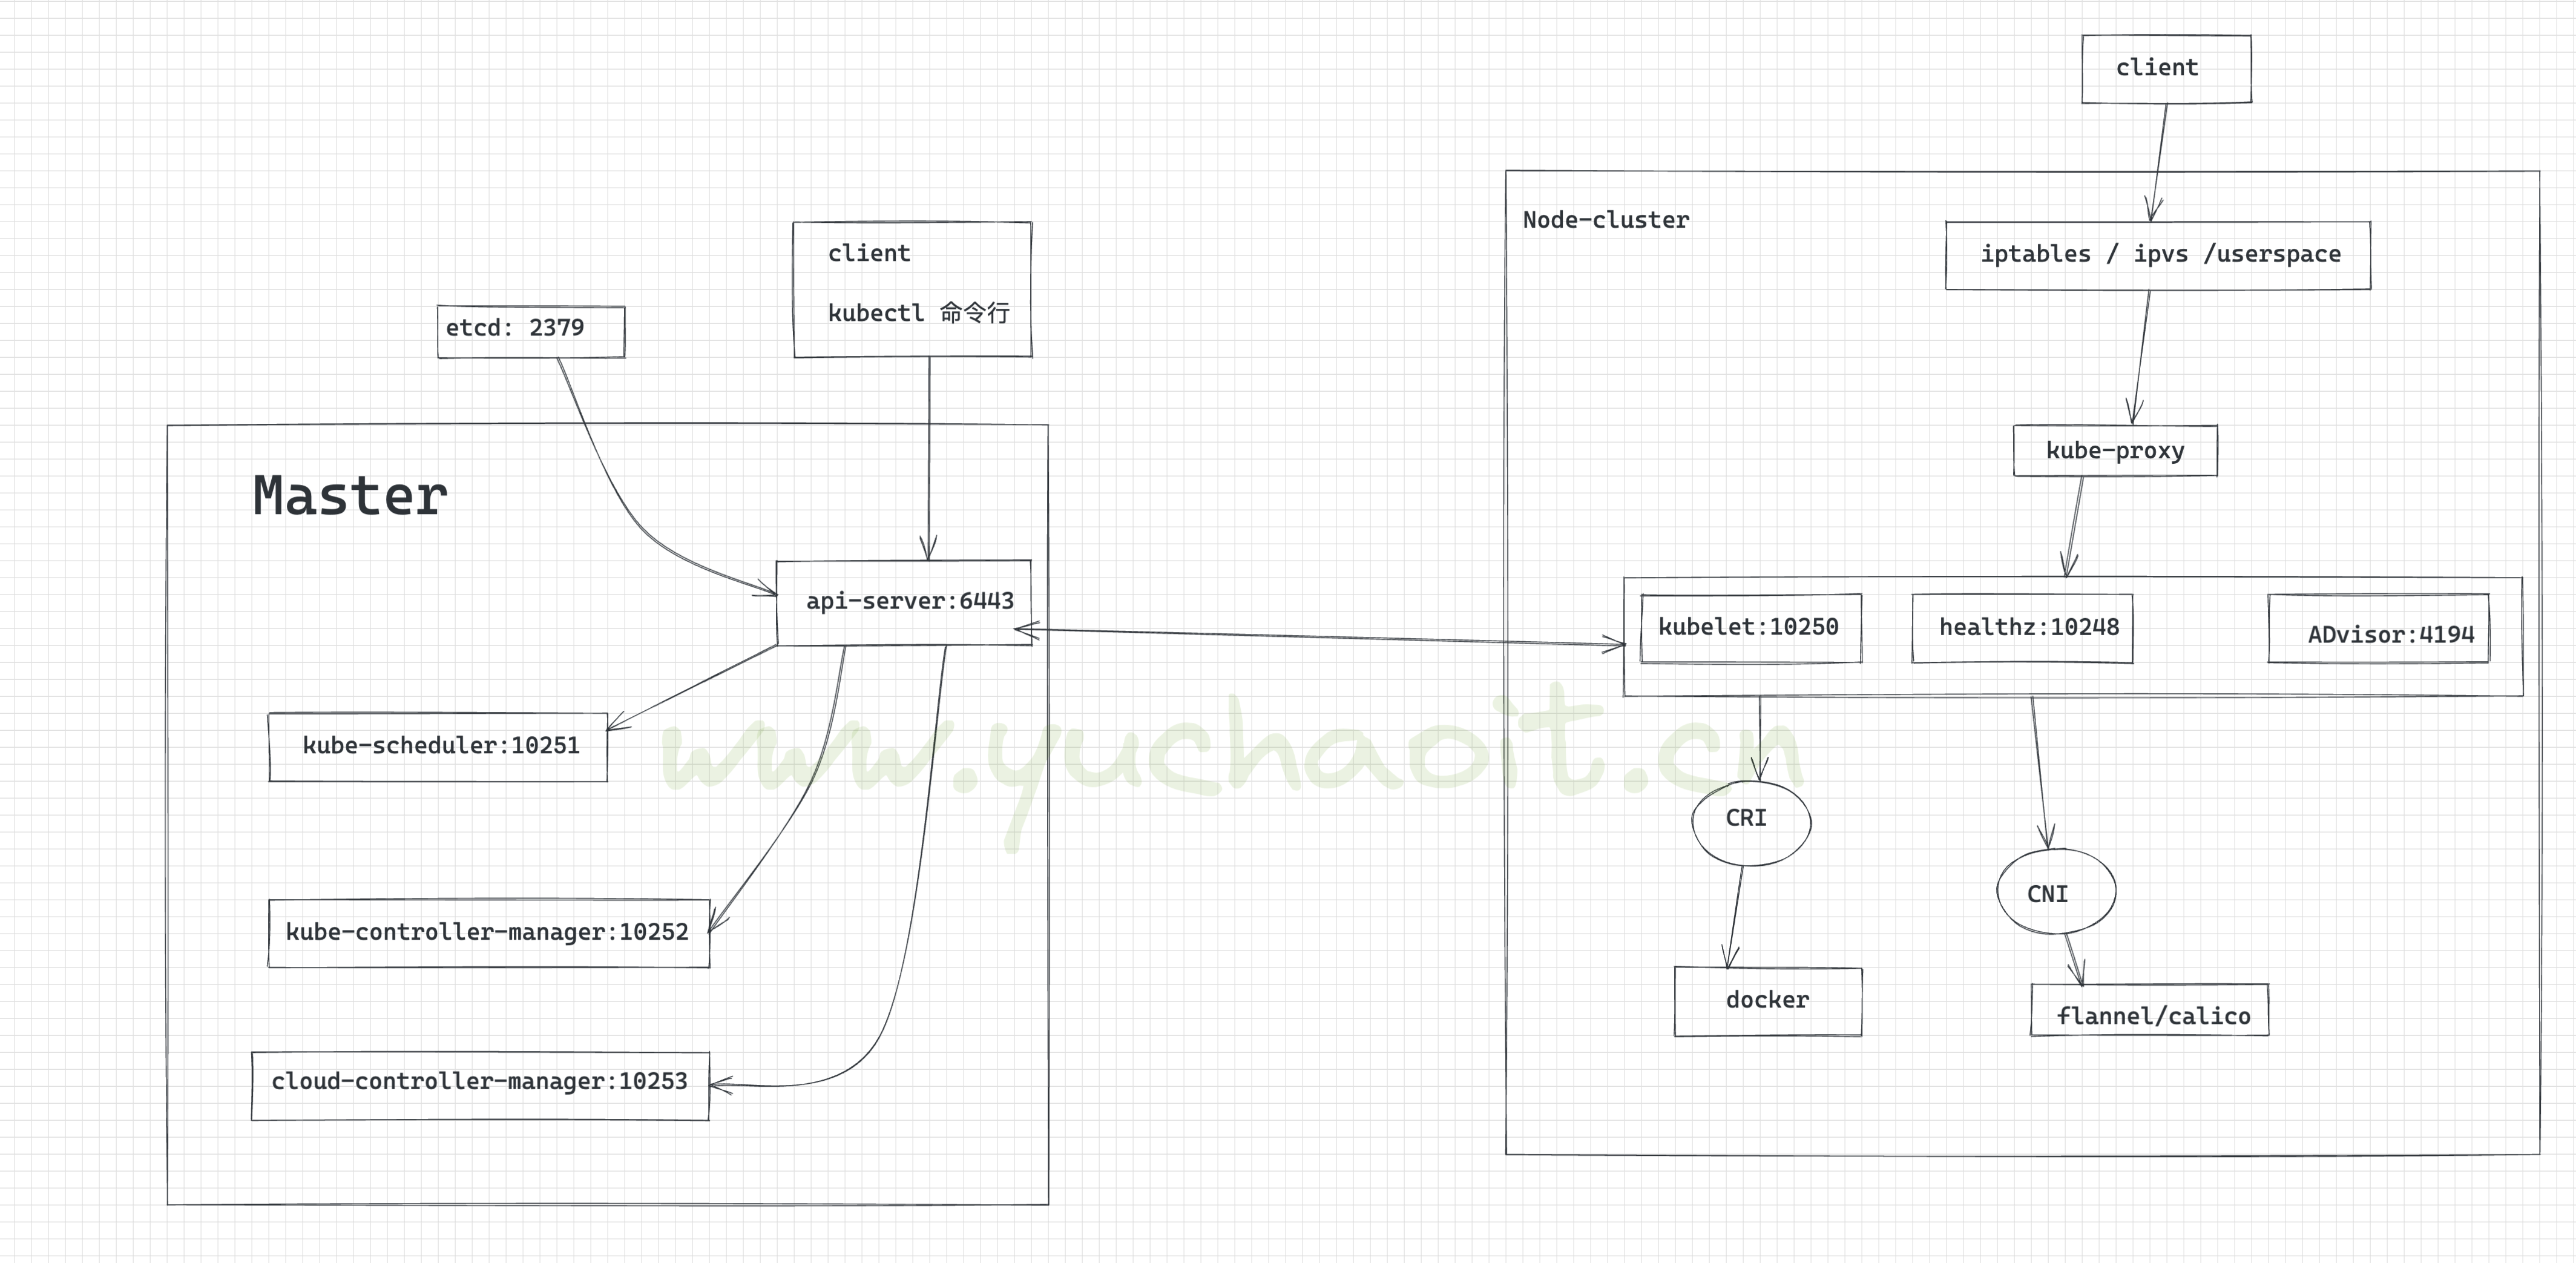 client
Node-cluster
iptables / ipvs /userspace
client
kubectl 命令行
etcd: 2379
kube-proxy
Master
api-server:6443
kubelet:10250
healthz:10248
ADvisor:4194
kube-scheduler:10251
www.yuchaoit.cn
CRI
CNI
kube-controller-manager:10252
docker
flannel/calico
cloud-controller-manager:10253